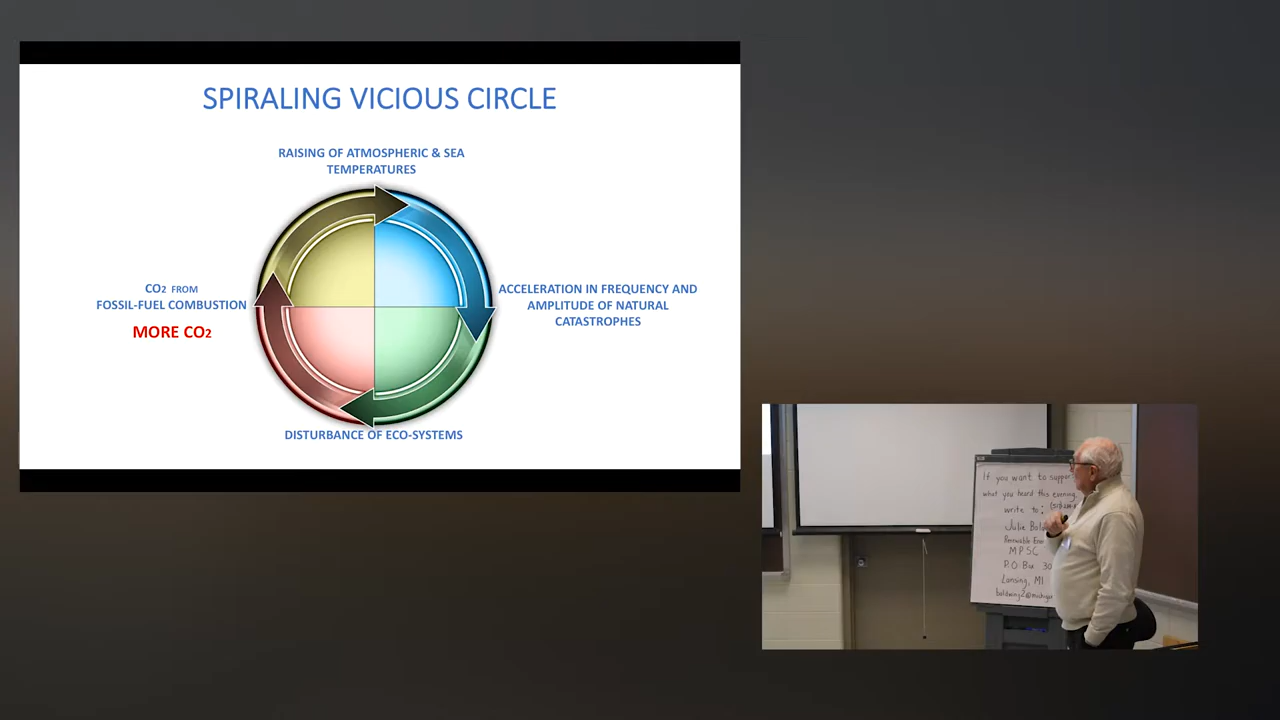 SPIRALING VICIOUS CIRCLE
RAISING OF ATMOSPHERIC & SEA
TEMPERATURES
CO2 FROM
FOSSIL-FUEL COMBUSTION
MORE CO2
ACCELERATION IN FREQUENCY AND
AMPLITUDE OF NATURAL
CATASTROPHES
DISTURBANCE OF ECO-SYSTEMS
If you want to
what you heard this evening,
write to:
Julie
Renewable
MPSC
P.O.
Lansing, MI